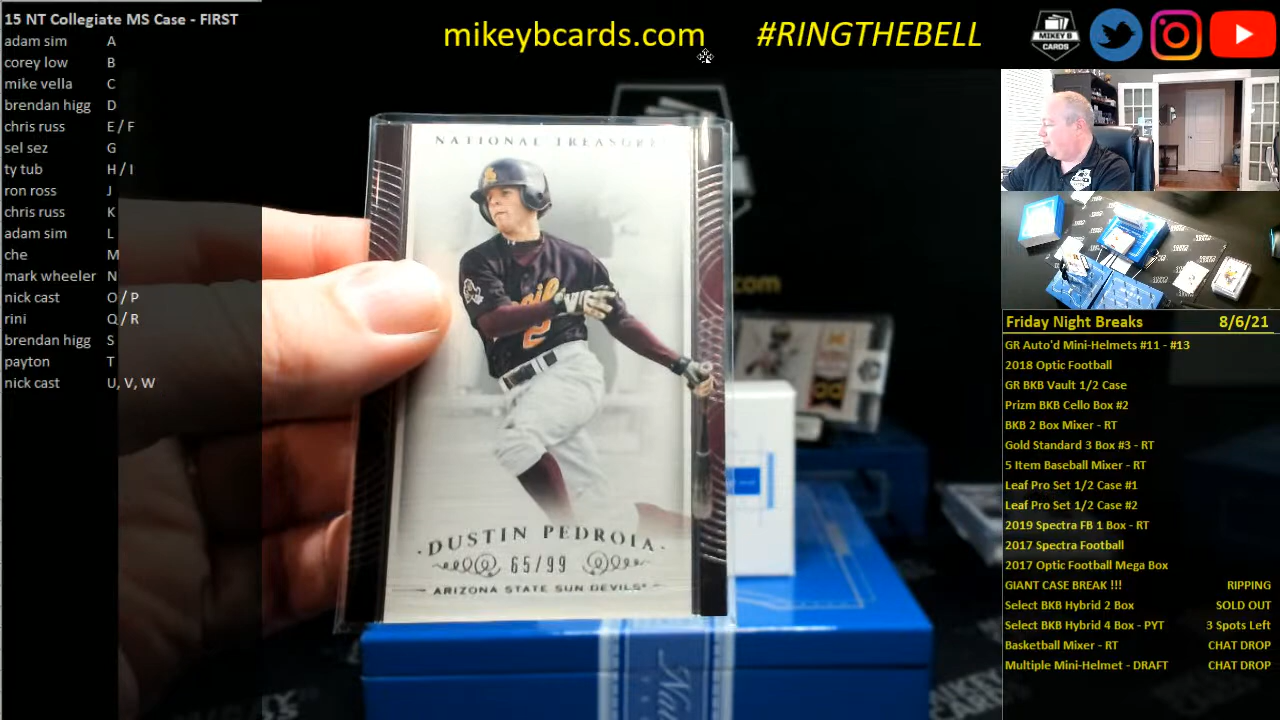 15 NT Collegiate MS Case - FIRST
adam sim A
corey low B
mike vella C
brendan higg D
chris russ E / F
sel sez G
ty tub H / I
ron ross J
chris russ K
adam sim L
che M
mark wheeler N
nick cast O / P
rini Q / R
brendan higg S
payton T
nick cast U, V, W
mikeybcards.com #RINGTHEBELL
MIKEY B
CARDS
NATIONAL TREASURE
2
·DUSTIN PEDROIA·
65/99
ARIZONA STATE SUN DEVILS
Friday Night Breaks 8/6/21
GR Auto'd Mini-Helmets #11 - #13
2018 Optic Football
GR BKB Vault 1/2 Case
Prizm BKB Cello Box #2
BKB 2 Box Mixer - RT
Gold Standard 3 Box #3 - RT
5 Item Baseball Mixer - RT
Leaf Pro Set 1/2 Case #1
Leaf Pro Set 1/2 Case #2
2019 Spectra FB 1 Box - RT
2017 Spectra Football
2017 Optic Football Mega Box
GIANT CASE BREAK !!! RIPPING
Select BKB Hybrid 2 Box SOLD OUT
Select BKB Hybrid 4 Box - PYT 3 Spots Left
Basketball Mixer - RT CHAT DROP
Multiple Mini-Helmet - DRAFT CHAT DROP